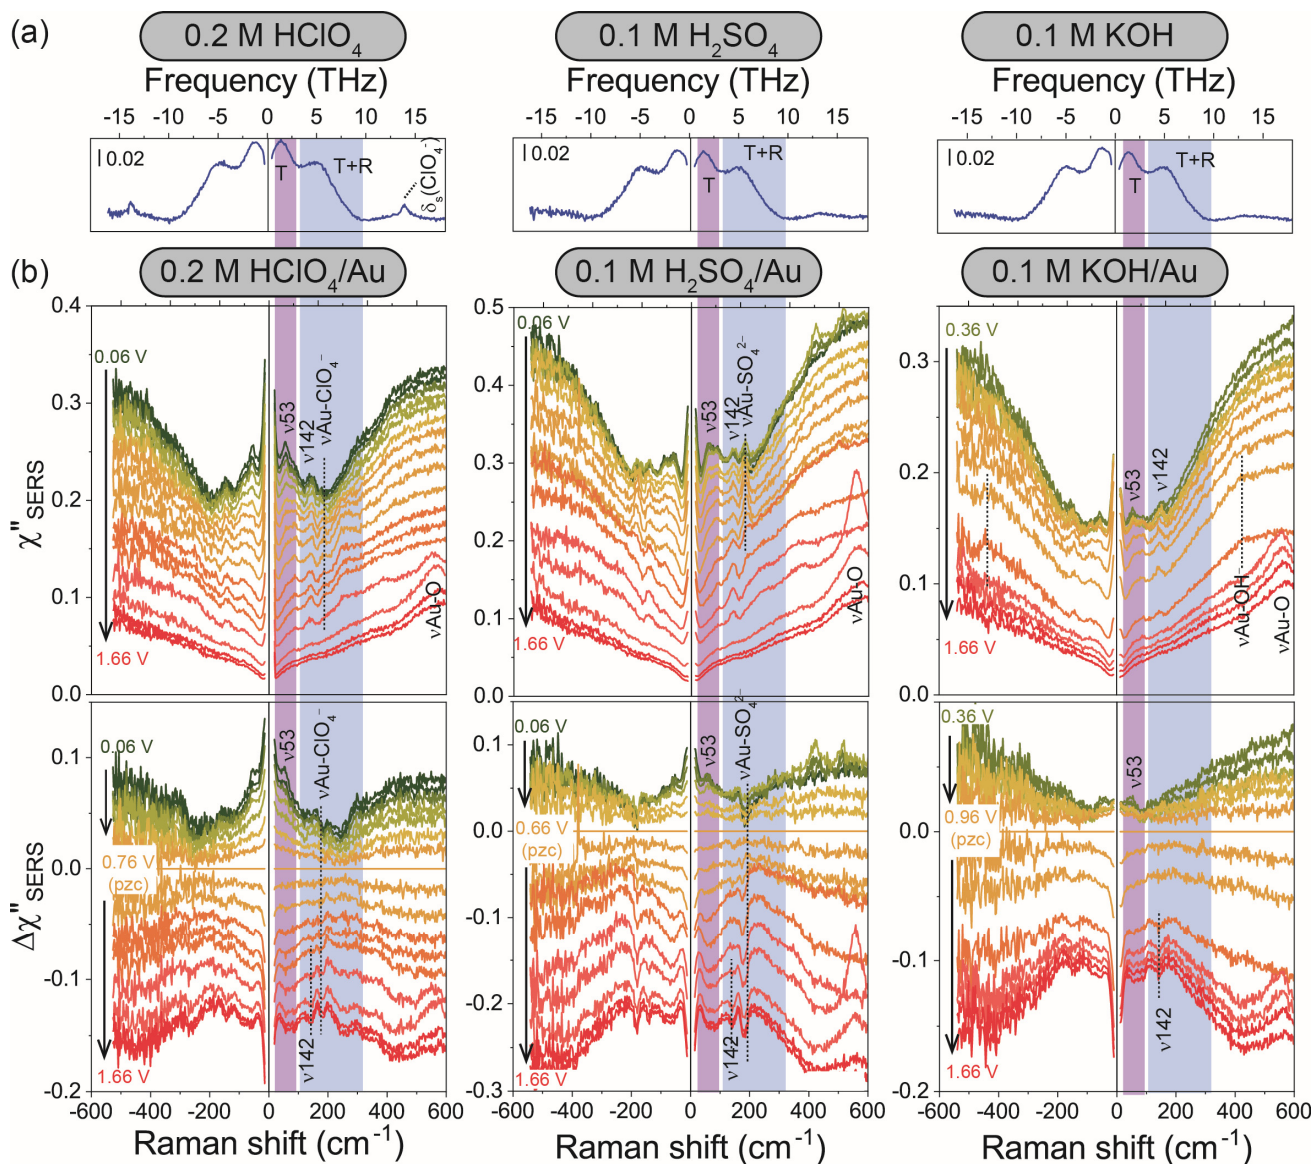 (a)
0.2 M HClO₄
0.1 M H₂SO₄
0.1 M KOH
Frequency (THz)
Frequency (THz)
Frequency (THz)
-15 -10 -5 0 5 10 15
-15 -10 -5 0 5 10 15
-15 -10 -5 0 5 10 15
0.02
T
T+R
δₛ(ClO₄⁻)
0.02
T
T+R
0.02
T
T+R
(b)
0.2 M HClO₄/Au
0.1 M H₂SO₄/Au
0.1 M KOH/Au
χ''SERS
0.4
0.3
0.2
0.1
0.0
0.06 V
1.66 V
ν53
ν142
νAu-ClO₄⁻
νAu-O
0.5
0.4
0.3
0.2
0.1
0.0
0.06 V
1.66 V
ν53
ν142
νAu-SO₄²⁻
νAu-O
0.3
0.2
0.1
0.0
0.36 V
1.66 V
ν53
ν142
νAu-OH
νAu-O
Δχ''SERS
0.1
0.0
-0.1
-0.2
0.06 V
0.76 V
(pzc)
1.66 V
ν53
νAu-ClO₄⁻
ν142
0.1
0.0
-0.1
-0.2
-0.3
0.06 V
0.66 V
(pzc)
1.66 V
ν53
νAu-SO₄²⁻
ν142
0.1
0.0
-0.1
-0.2
0.36 V
0.96 V
(pzc)
1.66 V
ν53
ν142
-600 -400 -200 0 200 400 600
-600 -400 -200 0 200 400 600
-600 -400 -200 0 200 400 600
Raman shift (cm⁻¹)
Raman shift (cm⁻¹)
Raman shift (cm⁻¹)